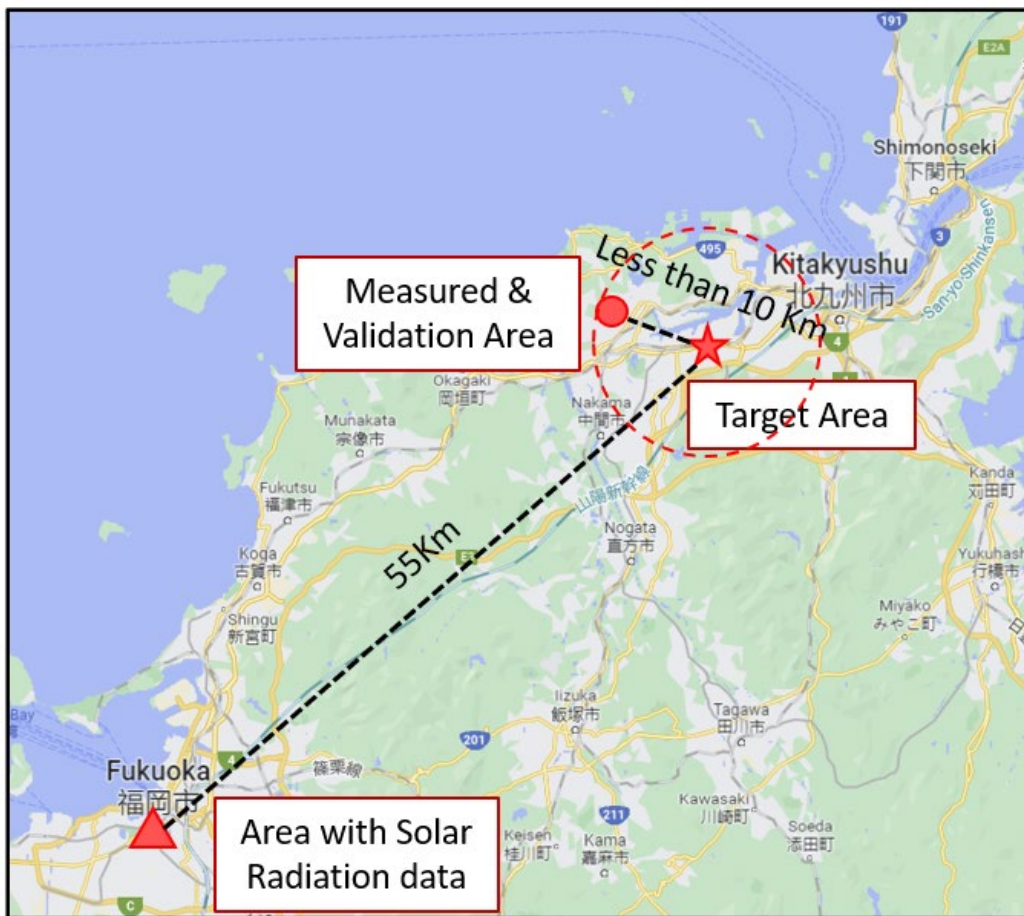 191
E2A
Shimonoseki
下関市
3
San-yo Shinkansen
495
Less than 10 Km
Kitakyushu
北九州市
Measured &
Validation Area
4
Target Area
Okagaki
岡垣町
Nakama
中間市
Munakata
宗像市
山陽新幹線
Kanda
苅田町
Fukutsu
福津市
Nogata
直方市
55Km
E3
Koga
古賀市
Yukuhash
行橋市
Shingu
新宮町
Miyako
みやこ町
Iizuka
飯塚市
Tagawa
田川市
Bay
201
4
篠栗線
Fukuoka
福岡市
Kawasaki
川崎町
211
Area with Solar
Radiation data
Keisen
桂川町
Kama
嘉麻市
Soeda
添田町
C